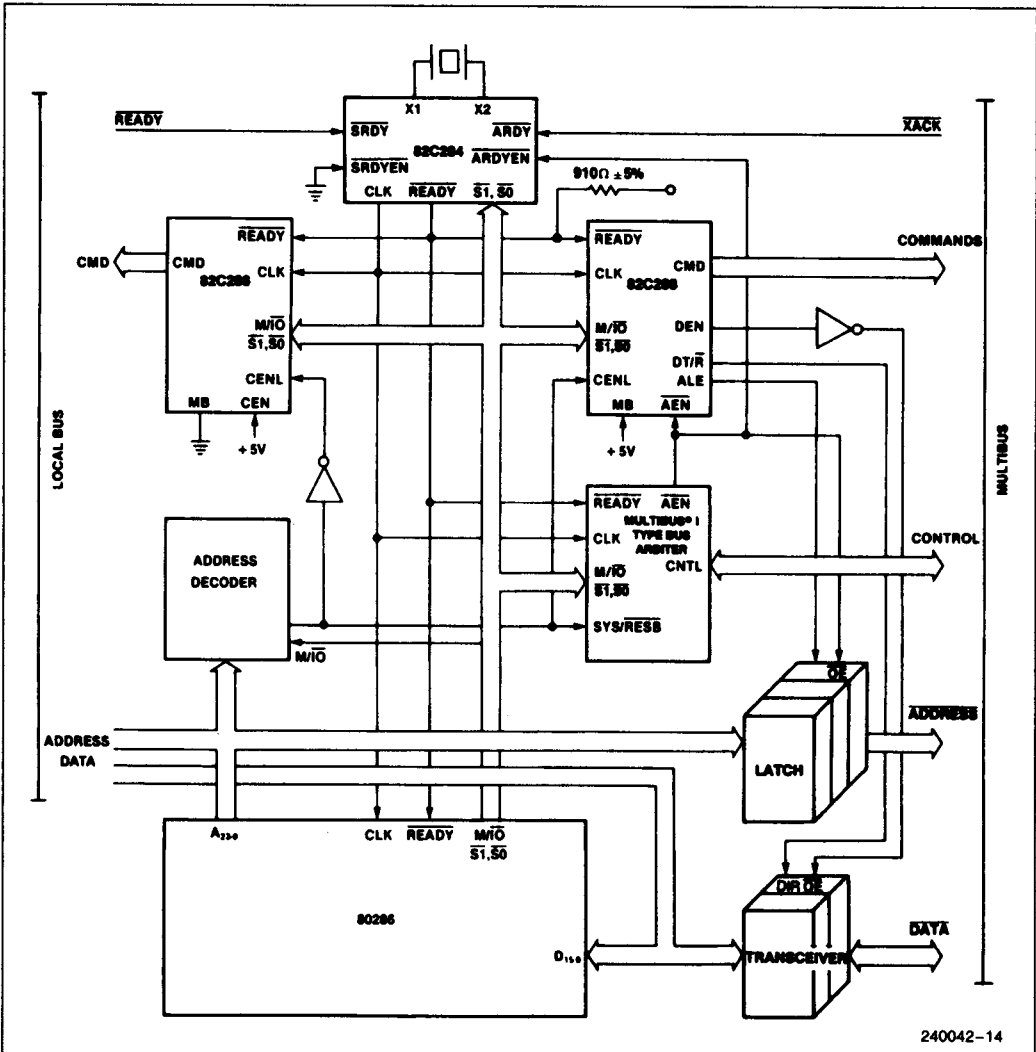 X1 X2
READY
SRDY
ARDY
XACK
82C284
SRDYEN
ARDYEN
CLK READY S1, S0
910Ω ±5%
READY
CMD
CMD
CLK
82C288
M/IO
S1,S0
CENL
MB CEN
+ 5V
READY
CLK
CMD
82C288
COMMANDS
M/IO
S1,S0
DEN
DT/R
CENL
ALE
MB AEN
+ 5V
LOCAL BUS
MULTIBUS
READY AEN
MULTIBUS® I
TYPE BUS
ARBITER
CLK
CNTL
CONTROL
M/IO
S1,S0
SYS/RESB
ADDRESS
DECODER
M/IO
OE
LATCH
ADDRESS
ADDRESS
DATA
A23-0
CLK READY M/IO
S1,S0
80286
D15-0
DIR OE
TRANSCEIVER
DATA
240042-14